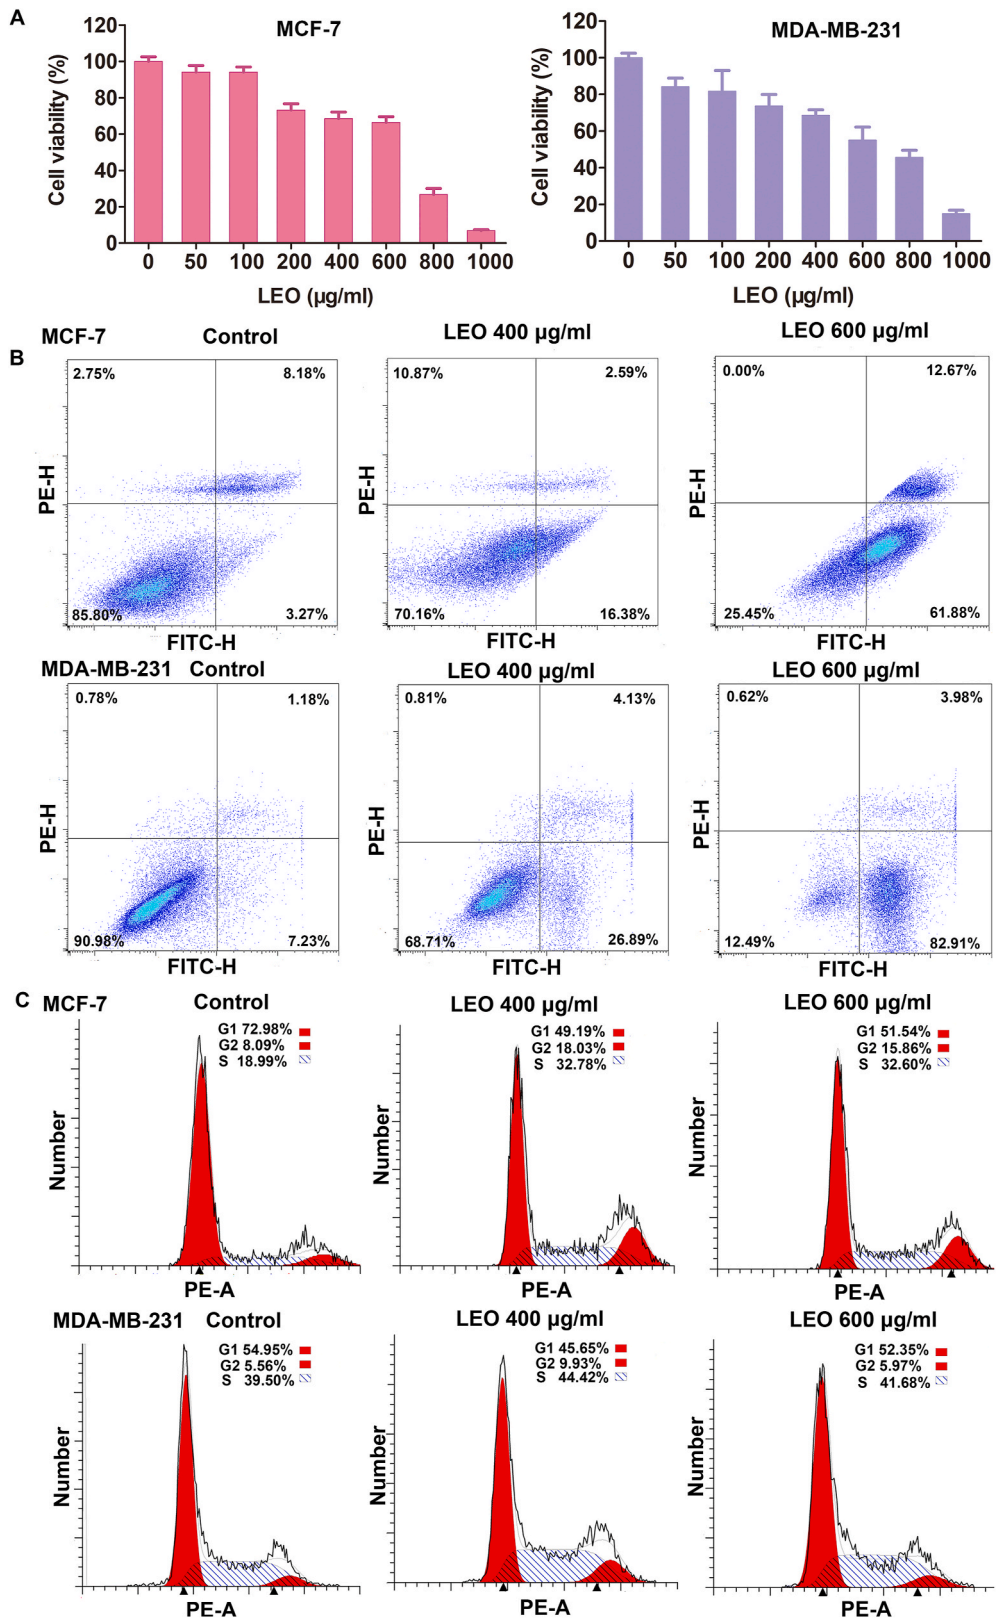 A
MCF-7
Cell viability (%)
120
100
80
60
40
20
0
0 50 100 200 400 600 800 1000
LEO (µg/ml)
MDA-MB-231
Cell viability (%)
120
100
80
60
40
20
0
0 50 100 200 400 600 800 1000
LEO (µg/ml)
B
MCF-7 Control
2.75% 8.18%
PE-H
85.80% 3.27%
FITC-H
LEO 400 µg/ml
10.87% 2.59%
PE-H
70.16% 16.38%
FITC-H
LEO 600 µg/ml
0.00% 12.67%
PE-H
25.45% 61.88%
FITC-H
MDA-MB-231 Control
0.78% 1.18%
PE-H
90.98% 7.23%
FITC-H
LEO 400 µg/ml
0.81% 4.13%
PE-H
68.71% 26.89%
FITC-H
LEO 600 µg/ml
0.62% 3.98%
PE-H
12.49% 82.91%
FITC-H
C
MCF-7 Control
G1 72.98%
G2 8.09%
S 18.99%
Number
PE-A
LEO 400 µg/ml
G1 49.19%
G2 18.03%
S 32.78%
Number
PE-A
LEO 600 µg/ml
G1 51.54%
G2 15.86%
S 32.60%
Number
PE-A
MDA-MB-231 Control
G1 54.95%
G2 5.56%
S 39.50%
Number
PE-A
LEO 400 µg/ml
G1 45.65%
G2 9.93%
S 44.42%
Number
PE-A
LEO 600 µg/ml
G1 52.35%
G2 5.97%
S 41.68%
Number
PE-A